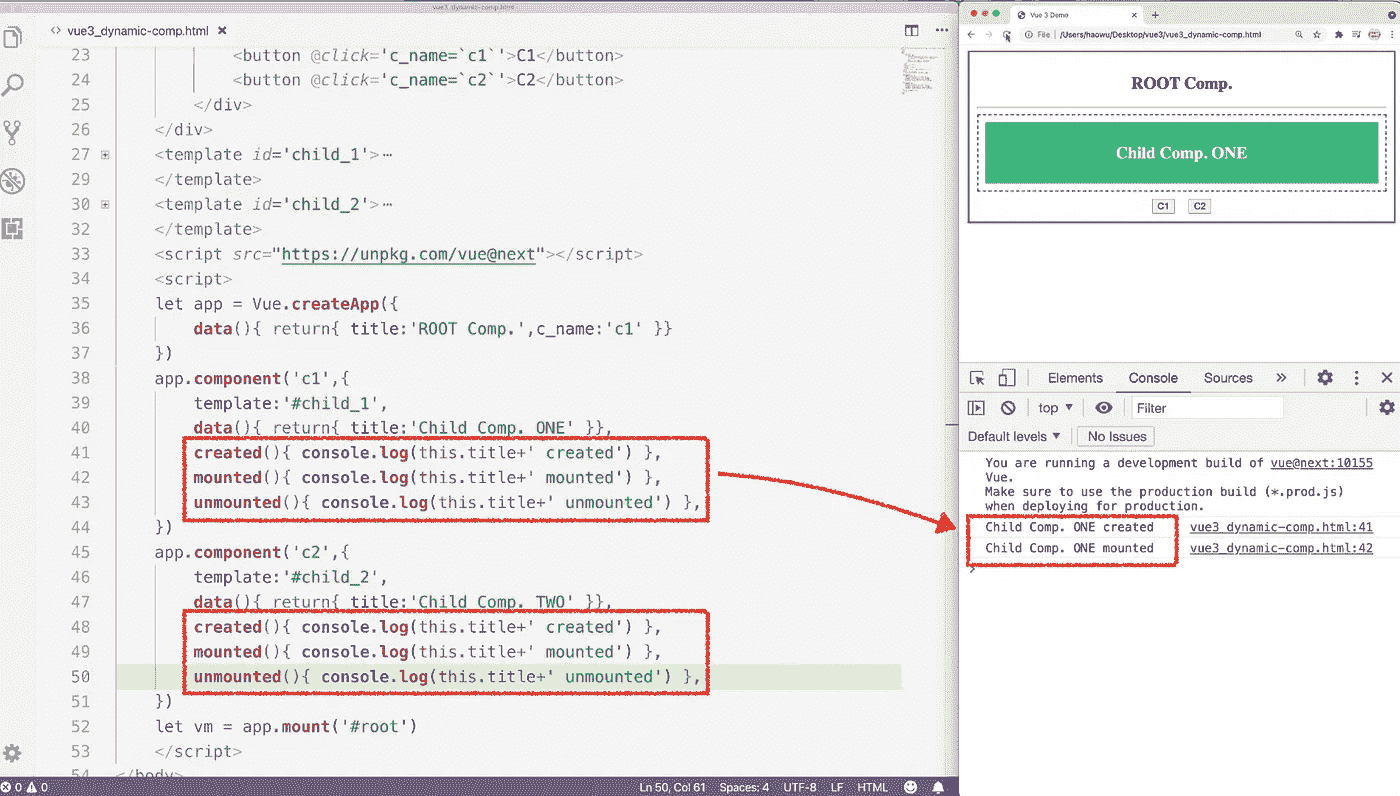 vue3_dynamic-comp.html
<> vue3_dynamic-comp.html ×
23 <button @click='c_name=`c1`'>C1</button>
24 <button @click='c_name=`c2`'>C2</button>
25 </div>
26 </div>
27 <template id='child_1'>⋯
29 </template>
30 <template id='child_2'>⋯
32 </template>
33 <script src="https://unpkg.com/vue@next"></script>
34 <script>
35 let app = Vue.createApp({
36 data(){ return{ title:'ROOT Comp.',c_name:'c1' }}
37 })
38 app.component('c1',{
39 template:'#child_1',
40 data(){ return{ title:'Child Comp. ONE' }},
41 created(){ console.log(this.title+' created') },
42 mounted(){ console.log(this.title+' mounted') },
43 unmounted(){ console.log(this.title+' unmounted') },
44 })
45 app.component('c2',{
46 template:'#child_2',
47 data(){ return{ title:'Child Comp. TWO' }},
48 created(){ console.log(this.title+' created') },
49 mounted(){ console.log(this.title+' mounted') },
50 unmounted(){ console.log(this.title+' unmounted') },
51 })
52 let vm = app.mount('#root')
53 </script>
54 </body>
0 0 Ln 50, Col 61 Spaces: 4 UTF-8 LF HTML
Vue 3 Demo
File /Users/haowu/Desktop/vue3/vue3_dynamic-comp.html
ROOT Comp.
Child Comp. ONE
C1 C2
Elements Console Sources »
top ▼ Filter
Default levels ▼ No Issues
You are running a development build of vue@next:10155
Vue.
Make sure to use the production build (*.prod.js)
when deploying for production.
Child Comp. ONE created vue3_dynamic-comp.html:41
Child Comp. ONE mounted vue3_dynamic-comp.html:42